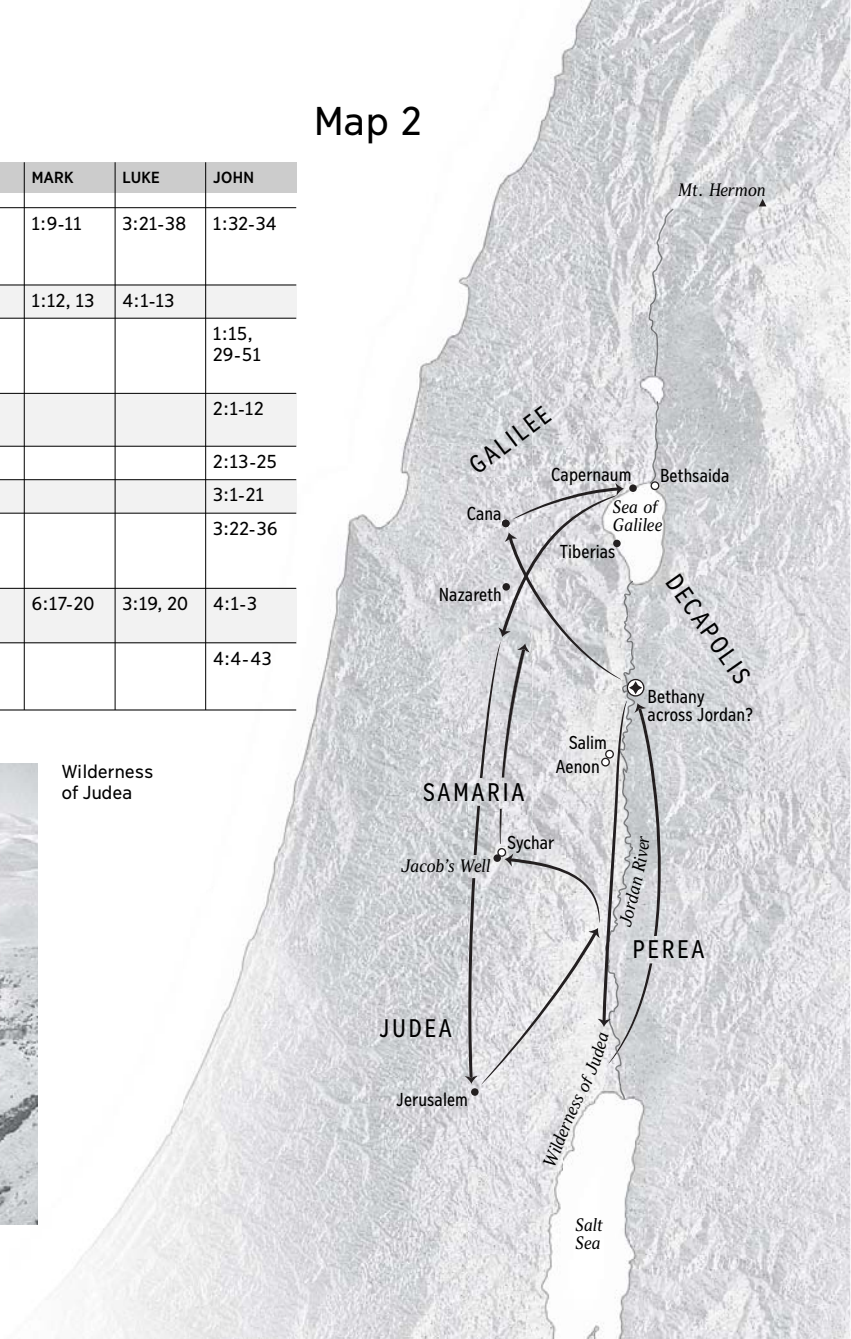 Map 2
MARK LUKE JOHN
1:9-11 3:21-38 1:32-34
1:12, 13 4:1-13
1:15,
29-51
2:1-12
2:13-25
3:1-21
3:22-36
6:17-20 3:19, 20 4:1-3
4:4-43
Wilderness
of Judea
Mt. Hermon
GALILEE
Capernaum
Bethsaida
Cana
Sea of
Galilee
Tiberias
Nazareth
DECAPOLIS
Bethany
across Jordan?
Salim
Aenon
SAMARIA
Sychar
Jacob's Well
Jordan River
PEREA
JUDEA
Wilderness of Judea
Jerusalem
Salt
Sea